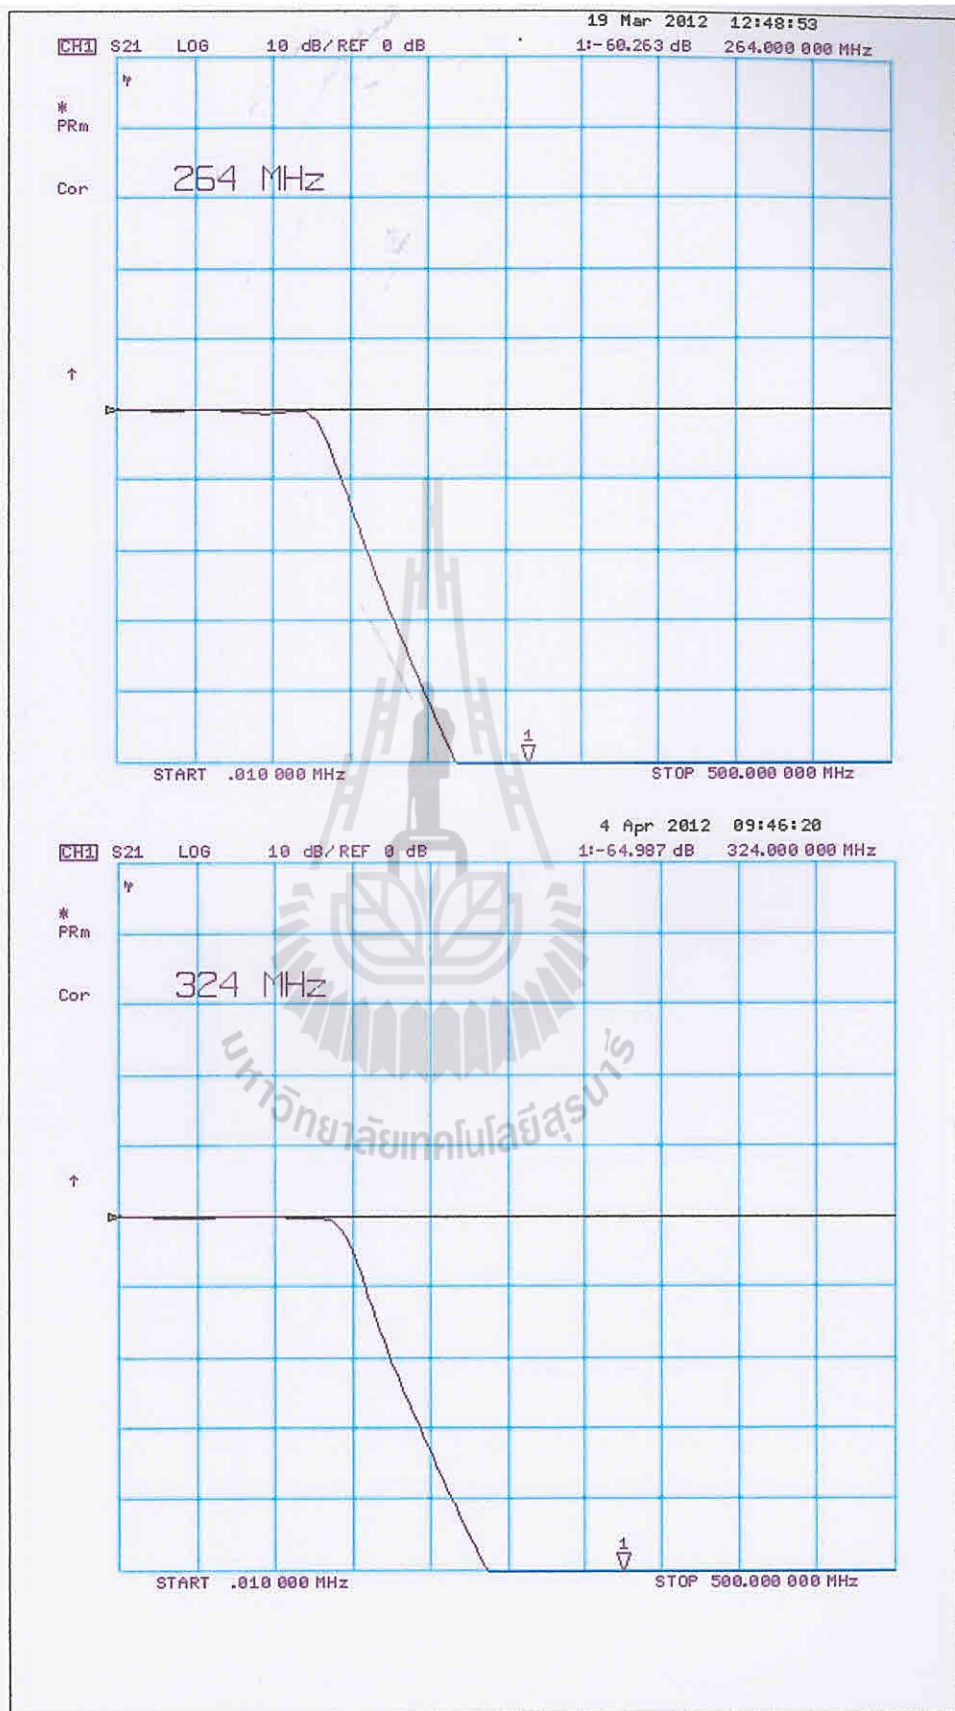 19 Mar 2012 12:48:53
CH1 S21 LOG 10 dB/REF 0 dB 1:-60.263 dB 264.000 000 MHz
*
PRm
Cor
264 MHz
↑
1
START .010 000 MHz STOP 500.000 000 MHz
4 Apr 2012 09:46:20
CH1 S21 LOG 10 dB/REF 0 dB 1:-64.987 dB 324.000 000 MHz
*
PRm
Cor
324 MHz
มหาวิทยาลัยเทคโนโลยีสุรนารี
↑
1
START .010 000 MHz STOP 500.000 000 MHz